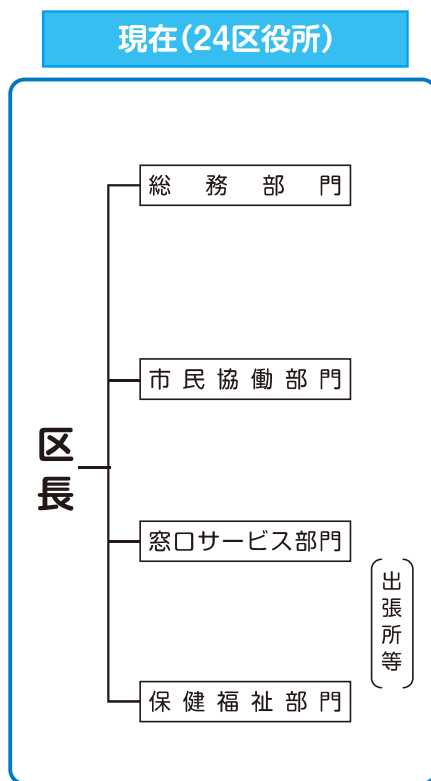 現在(24区役所)
総務部門
市民協働部門
区長
窓口サービス部門
出張所等
保健福祉部門